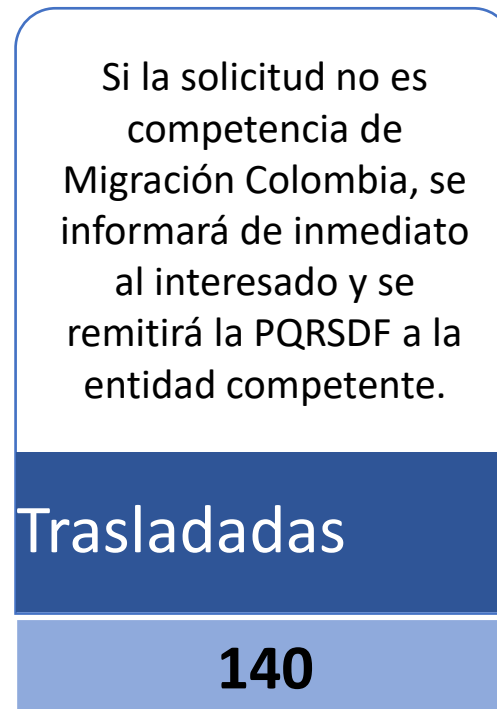 Si la solicitud no es
competencia de
Migración Colombia, se
informará de inmediato
al interesado y se
remitirá la PQRSDF a la
entidad competente.
Trasladadas
140